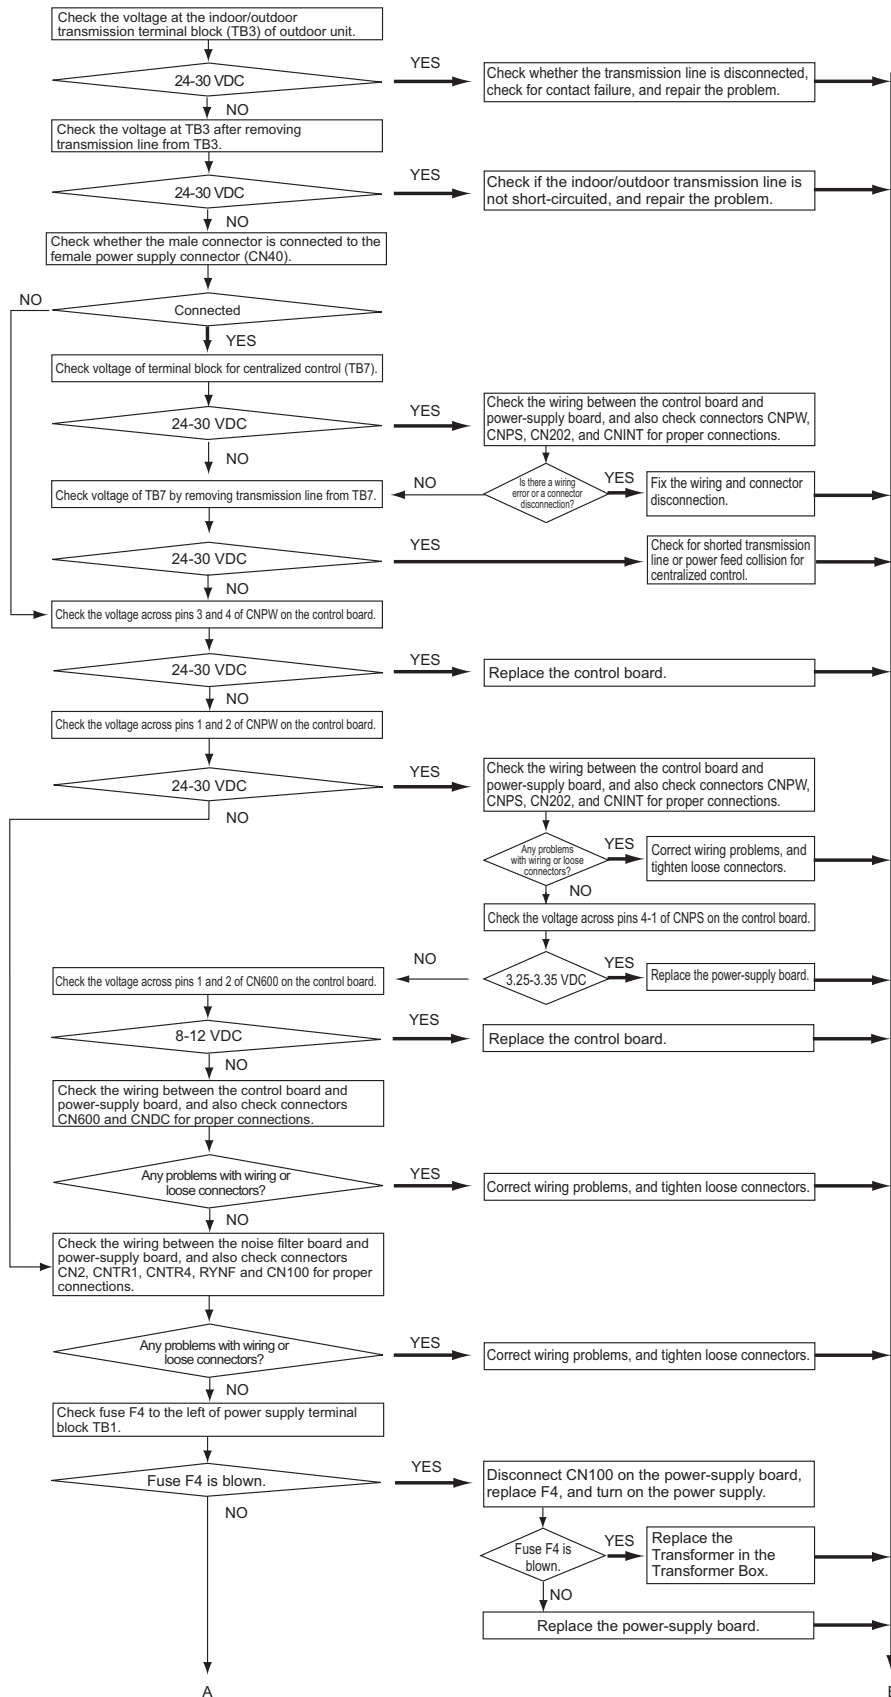 Check the voltage at the indoor/outdoor
transmission terminal block (TB3) of outdoor unit.
24-30 VDC
YES
Check whether the transmission line is disconnected,
check for contact failure, and repair the problem.
NO
Check the voltage at TB3 after removing
transmission line from TB3.
24-30 VDC
YES
Check if the indoor/outdoor transmission line is
not short-circuited, and repair the problem.
NO
Check whether the male connector is connected to the
female power supply connector (CN40).
NO
Connected
YES
Check voltage of terminal block for centralized control (TB7).
24-30 VDC
YES
Check the wiring between the control board and
power-supply board, and also check connectors CNPW,
CNPS, CN202, and CNINT for proper connections.
NO
Is there a wiring
error or a connector
disconnection?
YES
Fix the wiring and connector
disconnection.
NO
Check voltage of TB7 by removing transmission line from TB7.
24-30 VDC
YES
Check for shorted transmission
line or power feed collision for
centralized control.
NO
Check the voltage across pins 3 and 4 of CNPW on the control board.
24-30 VDC
YES
Replace the control board.
NO
Check the voltage across pins 1 and 2 of CNPW on the control board.
24-30 VDC
YES
Check the wiring between the control board and
power-supply board, and also check connectors CNPW,
CNPS, CN202, and CNINT for proper connections.
NO
Any problems
with wiring or loose
connectors?
YES
Correct wiring problems, and
tighten loose connectors.
NO
Check the voltage across pins 4-1 of CNPS on the control board.
3.25-3.35 VDC
YES
Replace the power-supply board.
NO
Check the voltage across pins 1 and 2 of CN600 on the control board.
8-12 VDC
YES
Replace the control board.
NO
Check the wiring between the control board and
power-supply board, and also check connectors
CN600 and CNDC for proper connections.
Any problems with wiring or
loose connectors?
YES
Correct wiring problems, and tighten loose connectors.
NO
Check the wiring between the noise filter board and
power-supply board, and also check connectors
CN2, CNTR1, CNTR4, RYNF and CN100 for proper
connections.
Any problems with wiring or
loose connectors?
YES
Correct wiring problems, and tighten loose connectors.
NO
Check fuse F4 to the left of power supply terminal
block TB1.
Fuse F4 is blown.
YES
Disconnect CN100 on the power-supply board,
replace F4, and turn on the power supply.
NO
Fuse F4 is
blown.
YES
Replace the
Transformer in the
Transformer Box.
NO
Replace the power-supply board.
A